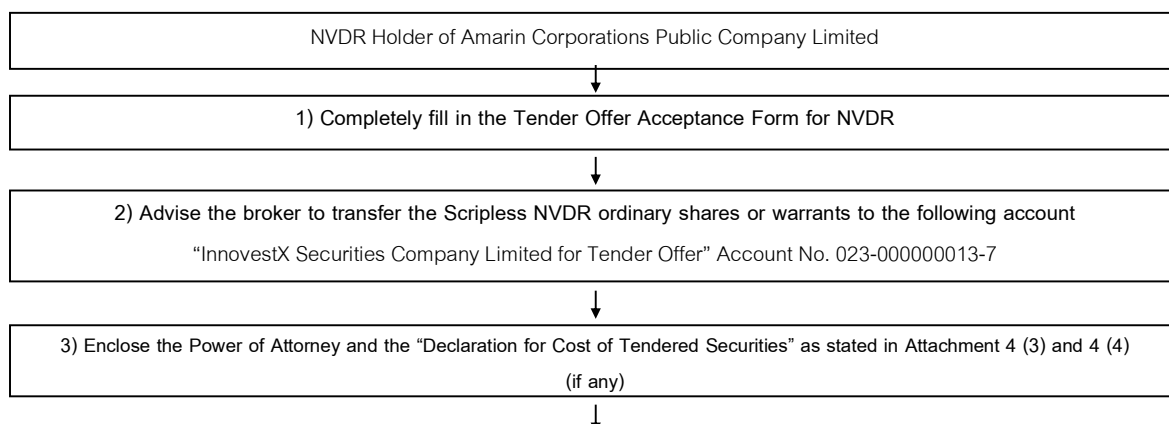 NVDR Holder of Amarin Corporations Public Company Limited
1) Completely fill in the Tender Offer Acceptance Form for NVDR
2) Advise the broker to transfer the Scripless NVDR ordinary shares or warrants to the following account
“InnovestX Securities Company Limited for Tender Offer” Account No. 023-000000013-7
3) Enclose the Power of Attorney and the “Declaration for Cost of Tendered Securities” as stated in Attachment 4 (3) and 4 (4)
(if any)